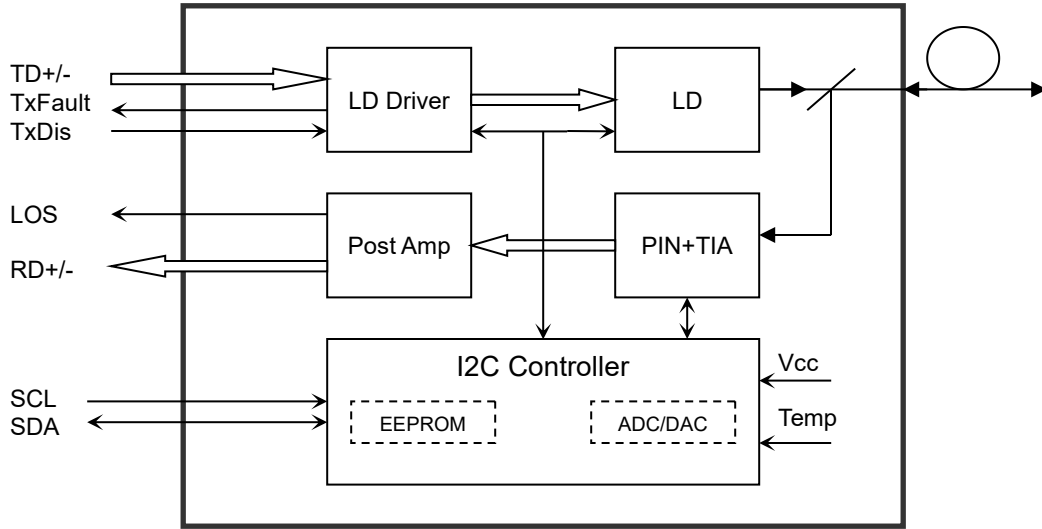 TD+/-
TxFault
TxDis
LD Driver
LD
LOS
RD+/-
Post Amp
PIN+TIA
I2C Controller
Vcc
SCL
SDA
EEPROM
ADC/DAC
Temp